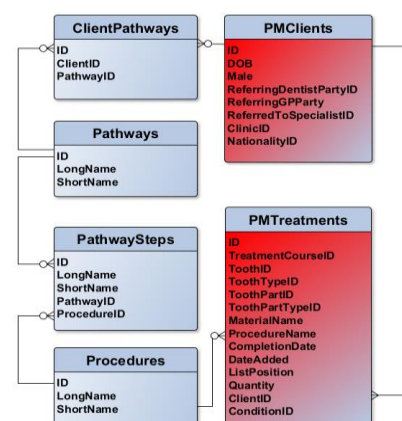 ClientPathways
ID
ClientID
PathwayID
PMClients
ID
DOB
Male
ReferringDentistPartyID
ReferringGPParty
ReferredToSpecialistID
ClinicID
NationalityID
Pathways
ID
LongName
ShortName
PathwaySteps
ID
LongName
ShortName
PathwayID
ProcedureID
PMTreatments
ID
TreatmentCourseID
ToothID
ToothTypeID
ToothPartID
ToothPartTypeID
MaterialName
ProcedureName
CompletionDate
DateAdded
ListPosition
Quantity
ClientID
ConditionID
Procedures
ID
LongName
ShortName